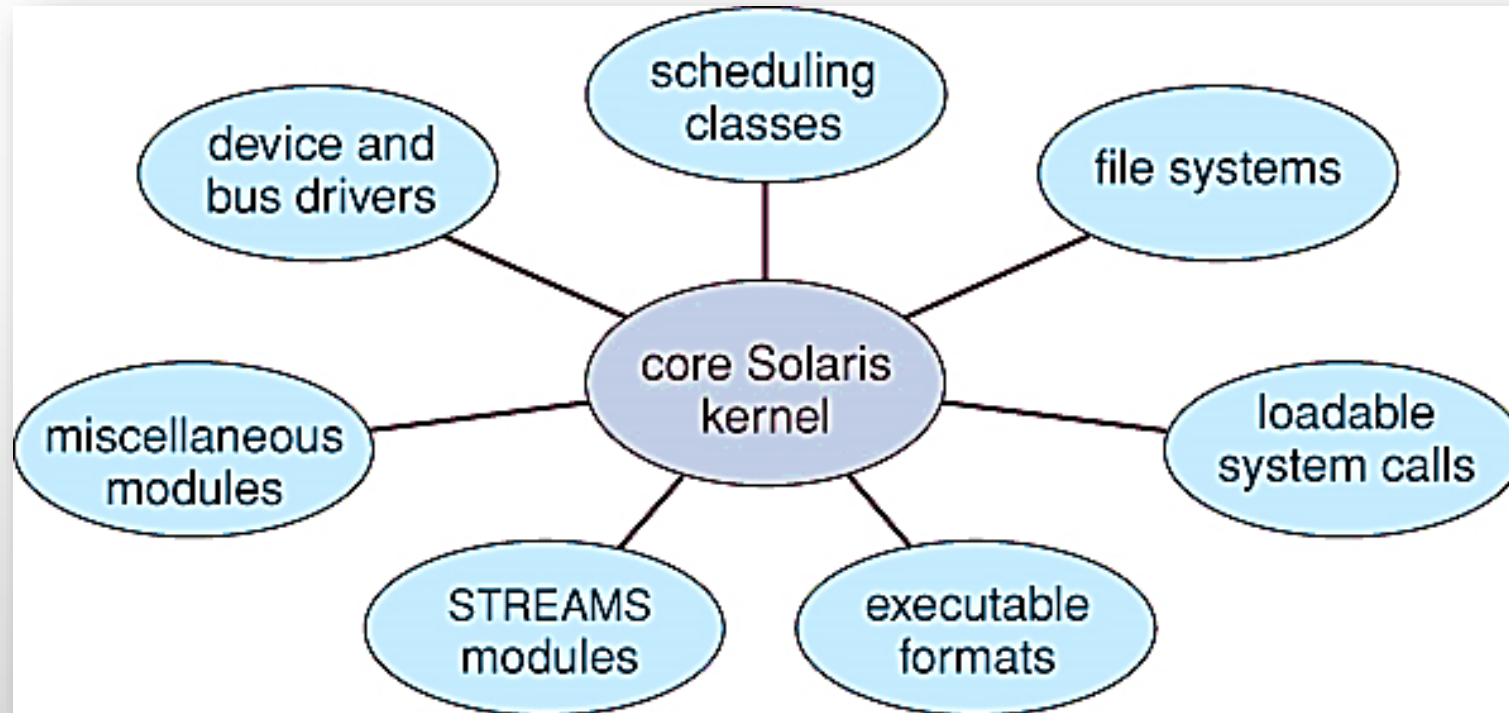 scheduling
classes
device and
bus drivers
file systems
core Solaris
kernel
miscellaneous
modules
loadable
system calls
STREAMS
modules
executable
formats